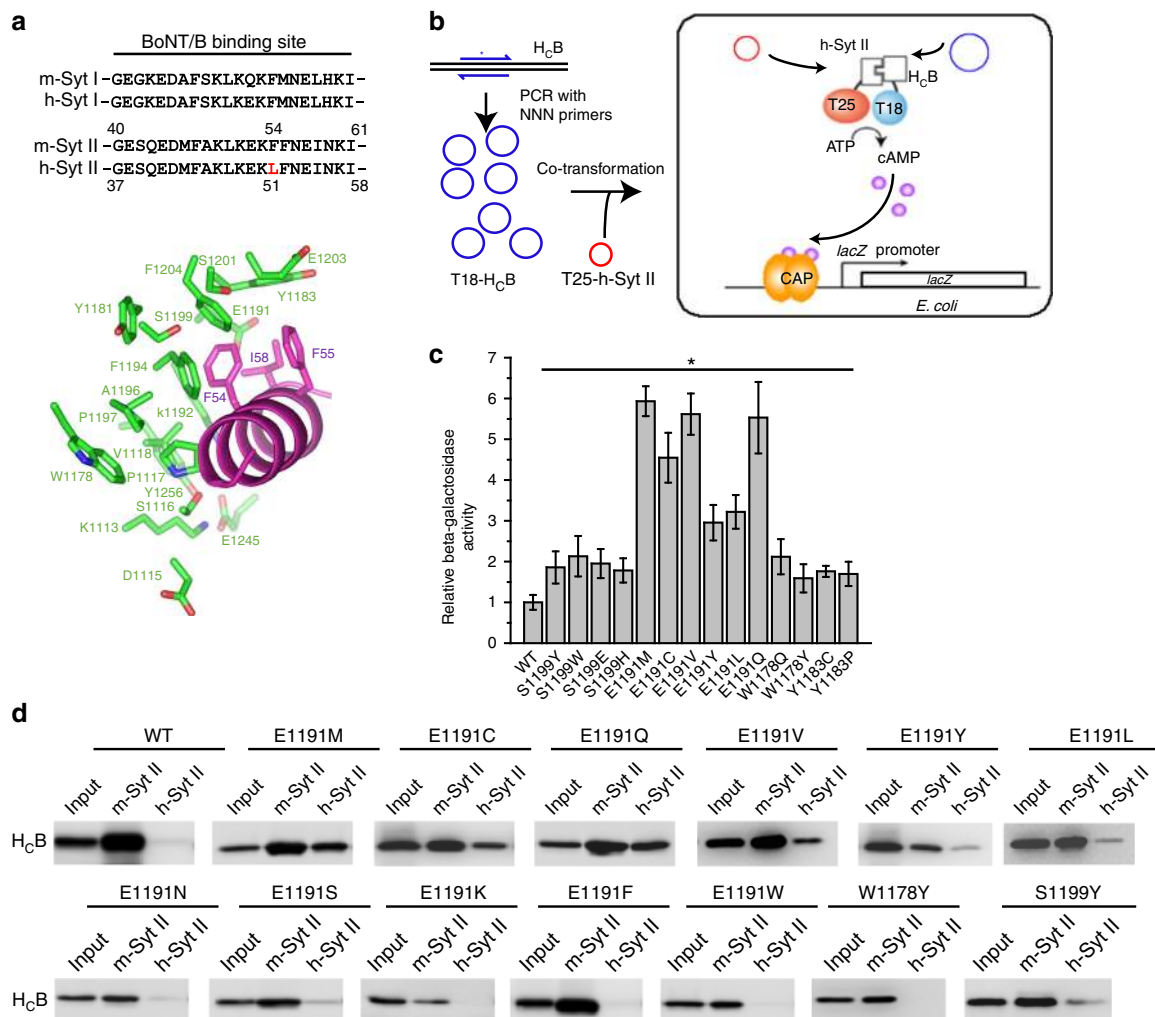 a
BoNT/B binding site
m-Syt I –GEGKEDAFSKLKQKFMNELHKI–
h-Syt I –GEGKEDAFSKLKEKFMNELHKI–
40 54 61
m-Syt II –GESQEDMFAKLKEKFFNEINKI–
h-Syt II –GESQEDMFAKLKEKLFNEINKI–
37 51 58
S1201
E1203
F1204
Y1183
Y1181
S1199
E1191
I58
F55
F1194
F54
A1196
k1192
P1197
V1118
W1178
P1117
Y1256
S1116
K1113
E1245
D1115
b
*
HCB
PCR with
NNN primers
Co-transformation
T18-HCB
T25-h-Syt II
h-Syt II
HCB
T25
T18
ATP
cAMP
lacZ promoter
CAP
lacZ
E. coli
c
Relative beta-galactosidase
activity
7
6
5
4
3
2
1
0
*
WT
S1199Y
S1199W
S1199E
S1199H
E1191M
E1191C
E1191V
E1191Y
E1191L
E1191Q
W1178Q
W1178Y
Y1183C
Y1183P
d
WT E1191M E1191C E1191Q E1191V E1191Y E1191L
Input m-Syt II h-Syt II Input m-Syt II h-Syt II Input m-Syt II h-Syt II Input m-Syt II h-Syt II Input m-Syt II h-Syt II Input m-Syt II h-Syt II Input m-Syt II h-Syt II
HCB
E1191N E1191S E1191K E1191F E1191W W1178Y S1199Y
Input m-Syt II h-Syt II Input m-Syt II h-Syt II Input m-Syt II h-Syt II Input m-Syt II h-Syt II Input m-Syt II h-Syt II Input m-Syt II h-Syt II Input m-Syt II h-Syt II
HCB